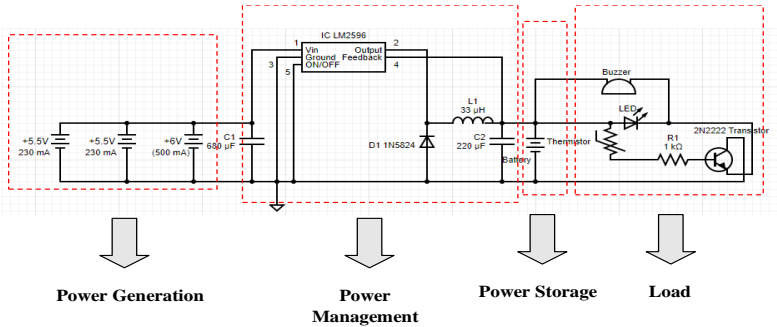 IC LM2596
1
Vin
Output
2
3
Ground
Feedback
4
5
ON/OFF
Buzzer
L1
33 µH
LED
2N2222 Transistor
+5.5V
230 mA
+5.5V
230 mA
+6V
(500 mA)
C1
680 µF
D1 1N5824
C2
220 µF
Battery
Thermistor
R1
1 kΩ
Power Generation
Power
Management
Power Storage
Load